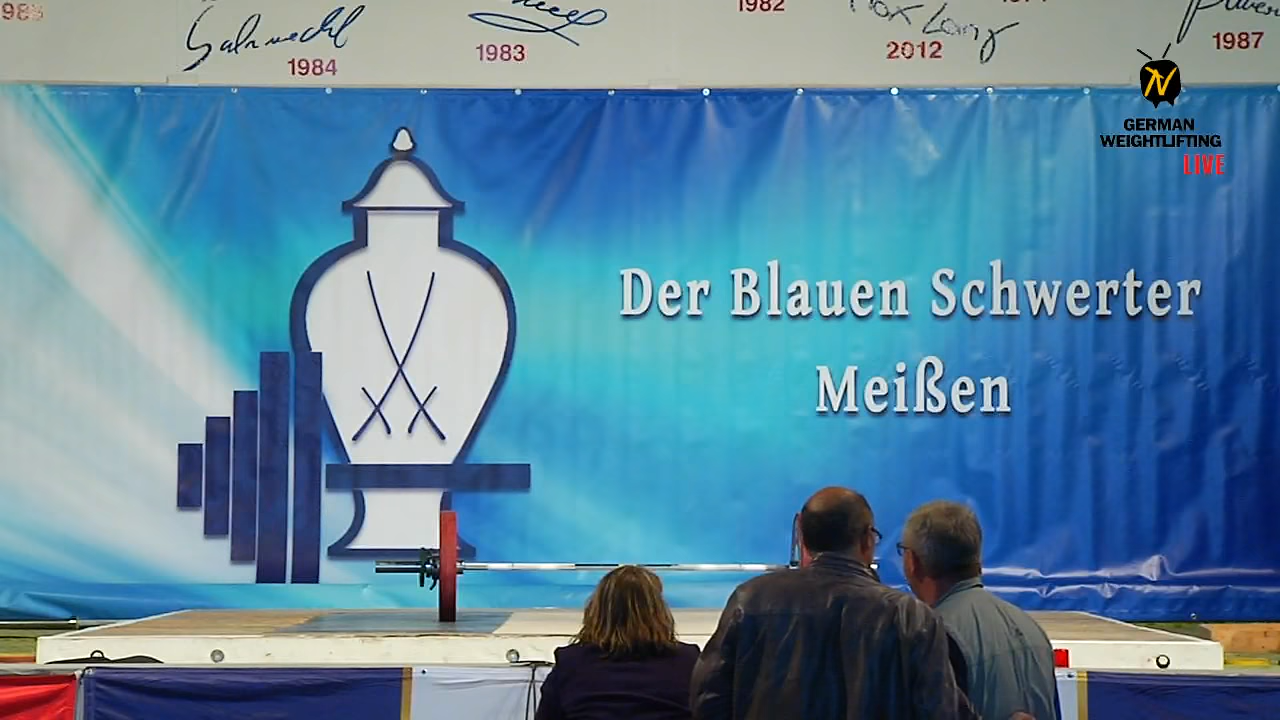 1982
1984
1983
2012
1987
GERMAN
WEIGHTLIFTING
LIVE
Der Blauen Schwerter
Meißen